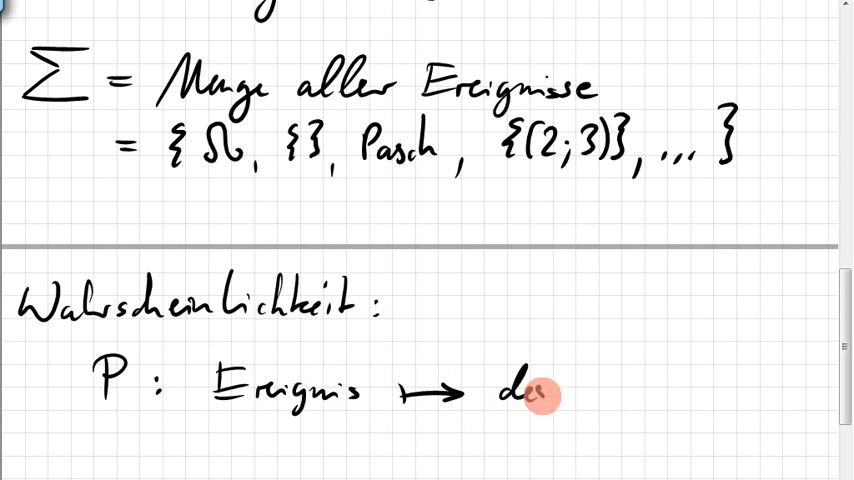 Σ = Menge aller Ereignisse
= { Ω, {}, Pasch, {(2;3)}, ... }
Wahrscheinlichkeit:
P : Ereignis ↦